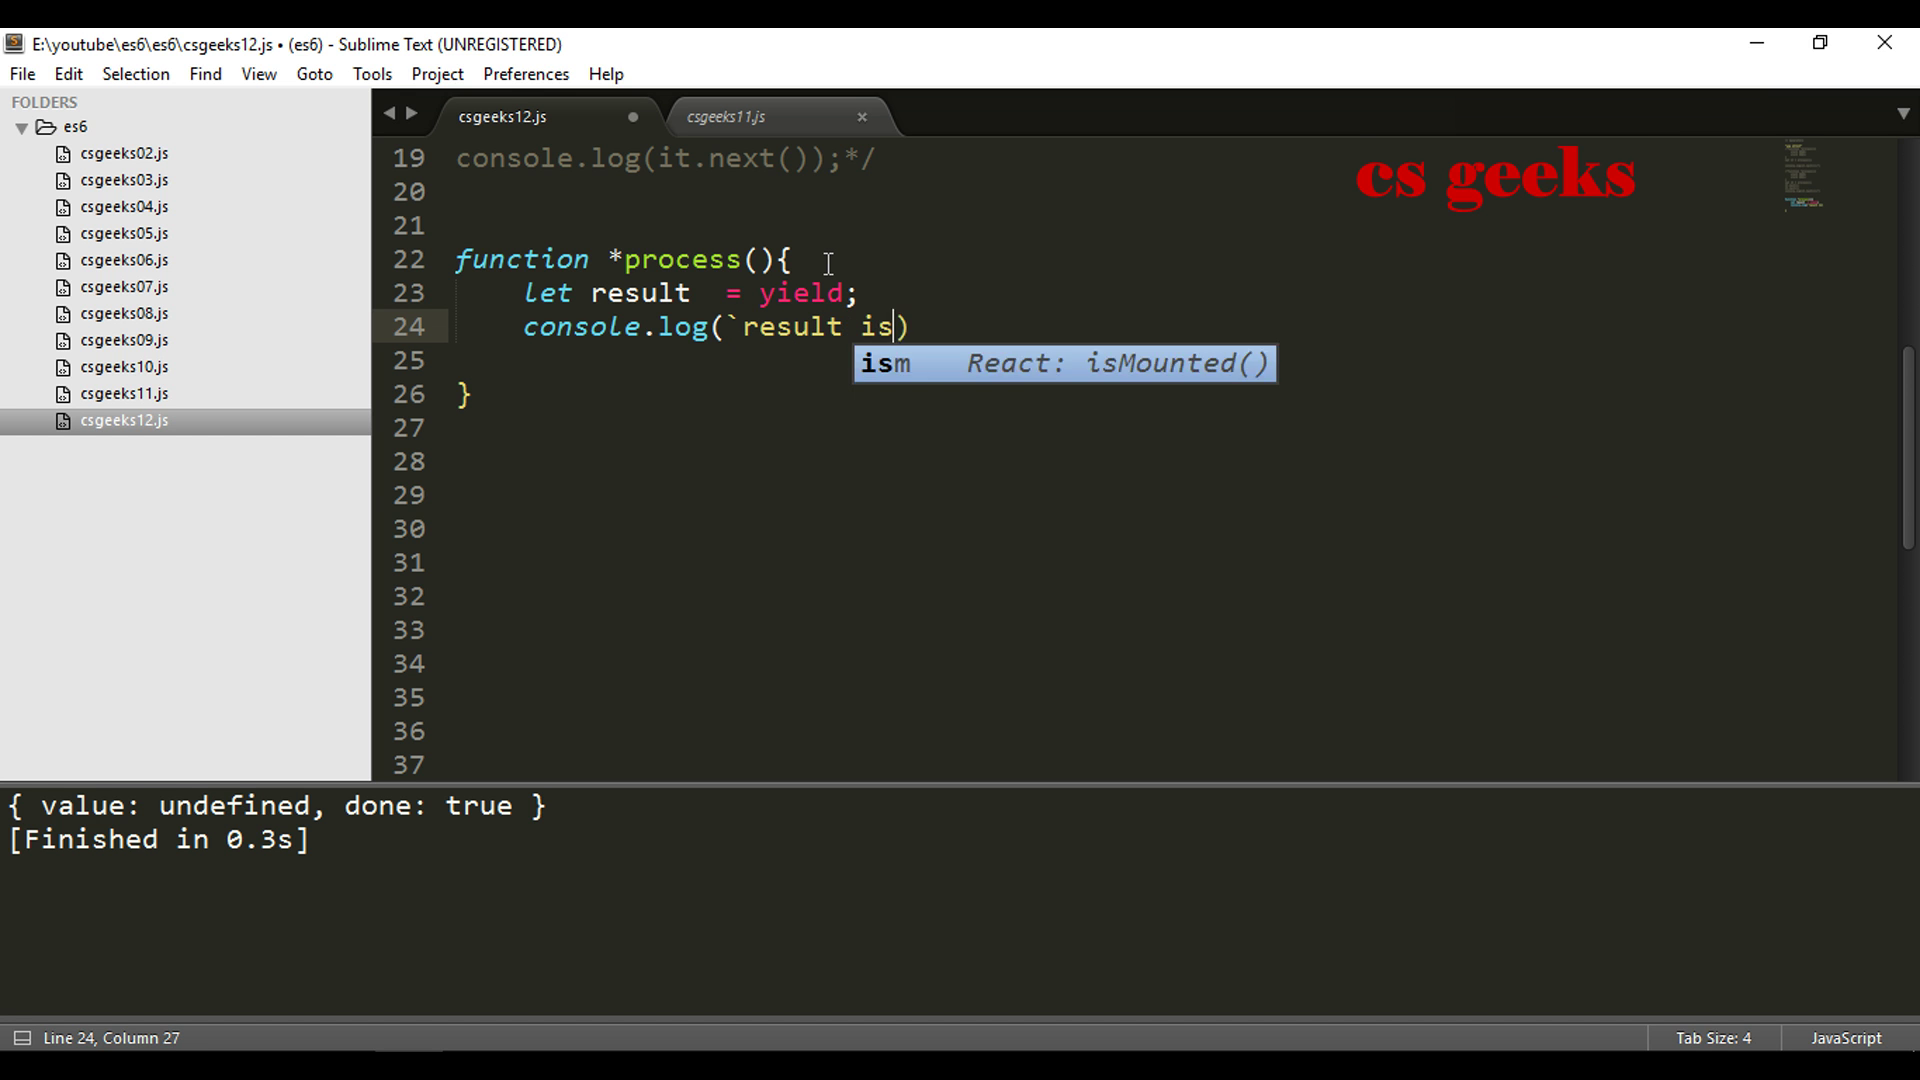 E:\youtube\es6\es6\csgeeks12.js • (es6) - Sublime Text (UNREGISTERED)
File Edit Selection Find View Goto Tools Project Preferences Help
FOLDERS
es6
csgeeks02.js
csgeeks03.js
csgeeks04.js
csgeeks05.js
csgeeks06.js
csgeeks07.js
csgeeks08.js
csgeeks09.js
csgeeks10.js
csgeeks11.js
csgeeks12.js
csgeeks12.js csgeeks11.js
cs geeks
19 console.log(it.next());*/
20
21
22 function *process(){
23 let result  = yield;
24 console.log(`result is)
ism React: isMounted()
25
26 }
27
28
29
30
31
32
33
34
35
36
37
{ value: undefined, done: true }
[Finished in 0.3s]
Line 24, Column 27 Tab Size: 4 JavaScript